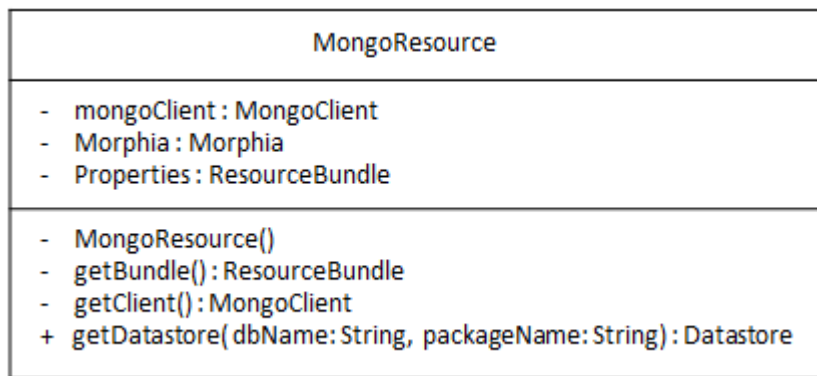 MongoResource
- mongoClient : MongoClient
- Morphia : Morphia
- Properties : ResourceBundle
- MongoResource()
- getBundle() : ResourceBundle
- getClient() : MongoClient
+ getDatastore( dbName: String, packageName: String) : Datastore